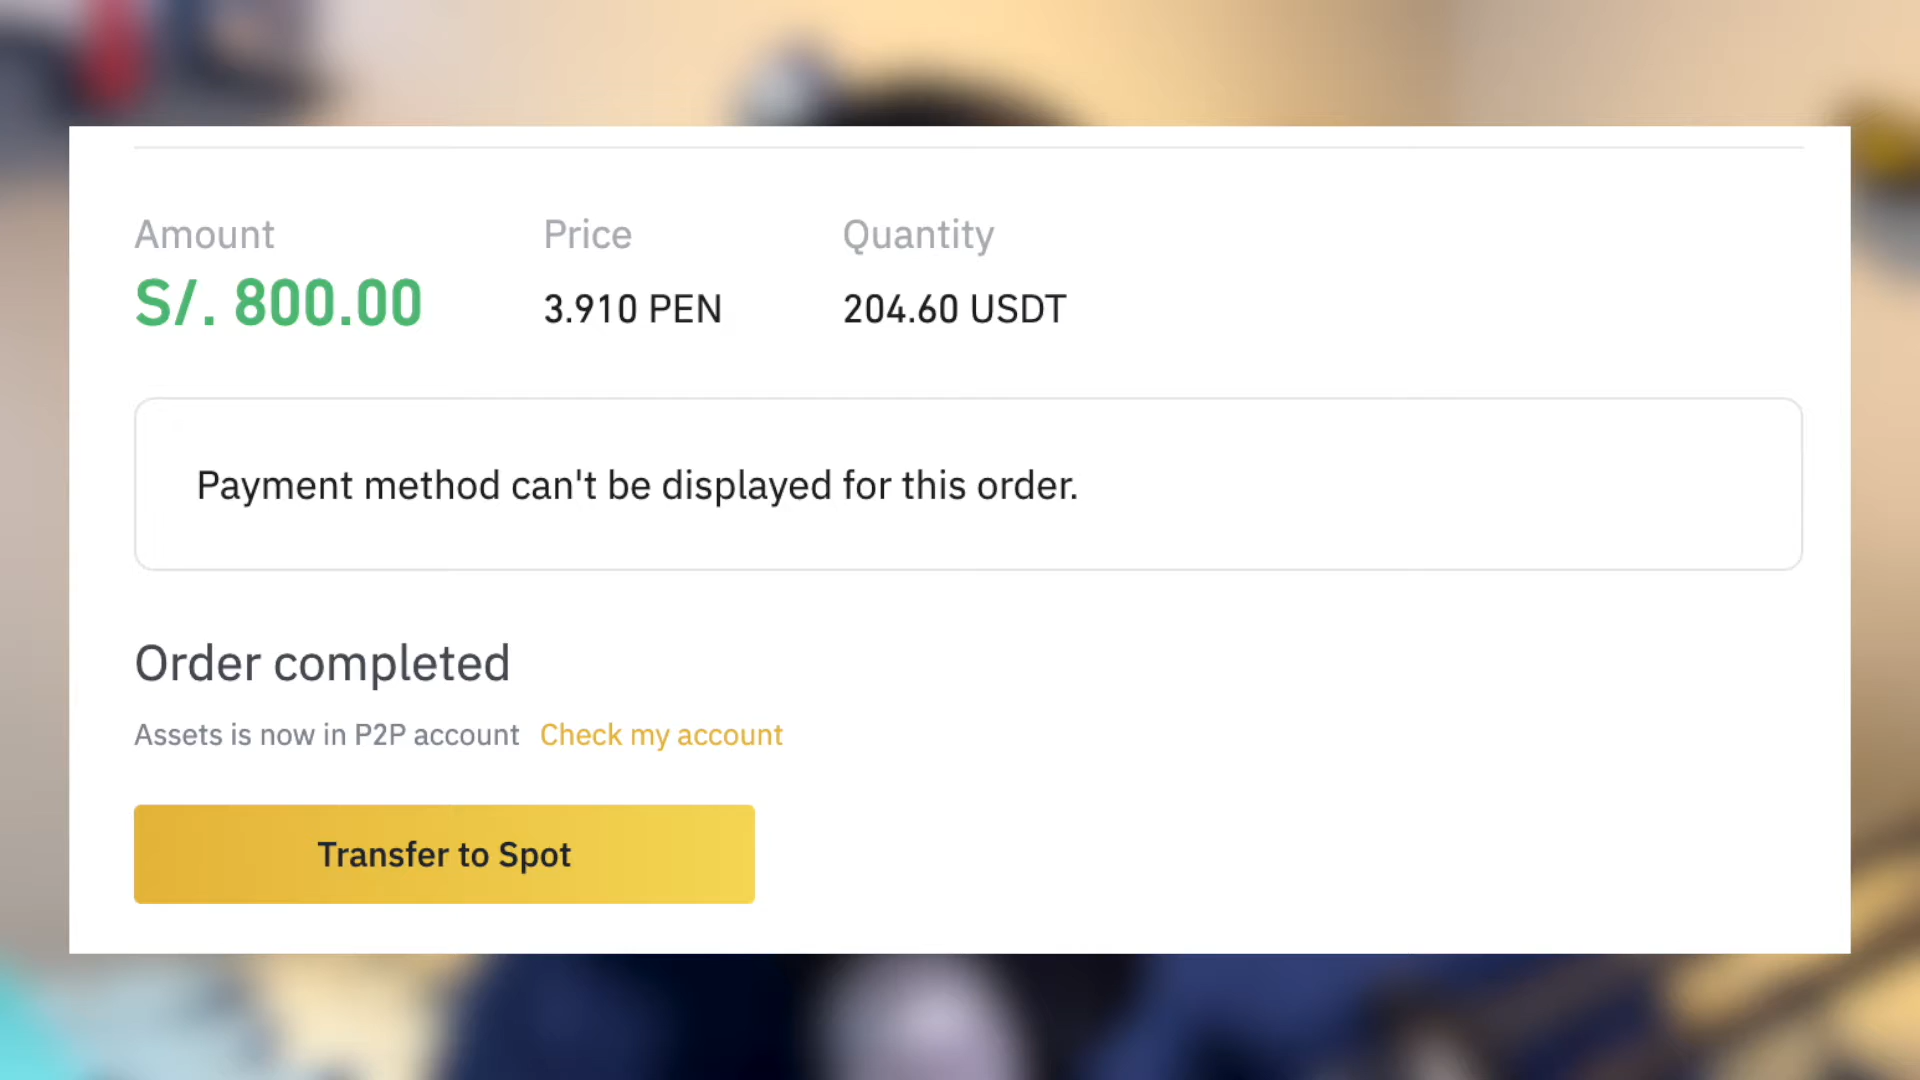 Amount Price Quantity
S/. 800.00 3.910 PEN 204.60 USDT
Payment method can't be displayed for this order.
Order completed
Assets is now in P2P account Check my account
Transfer to Spot